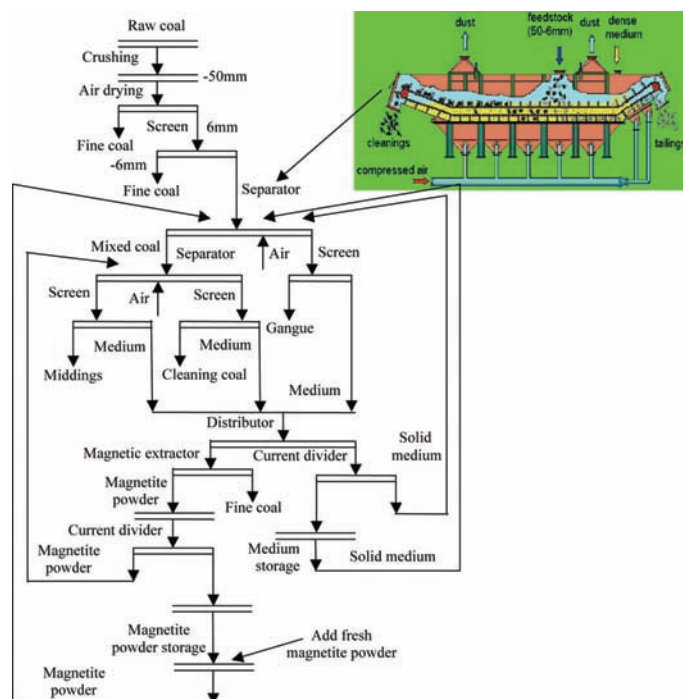 Raw coal
Crushing
-50mm
Air drying
Screen
6mm
Fine coal
-6mm
Fine coal
Separator
dust
feedstock
(50-6mm)
dust
dense
medium
cleanings
tailings
compressed air
Mixed coal
Separator
Air
Screen
Screen
Air
Screen
Gangue
Medium
Medium
Middings
Cleaning coal
Medium
Distributor
Magnetic extractor
Current divider
Solid
medium
Magnetite
powder
Fine coal
Current divider
Magnetite
powder
Medium
storage
Solid medium
Magnetite
powder storage
Add fresh
magnetite powder
Magnetite
powder